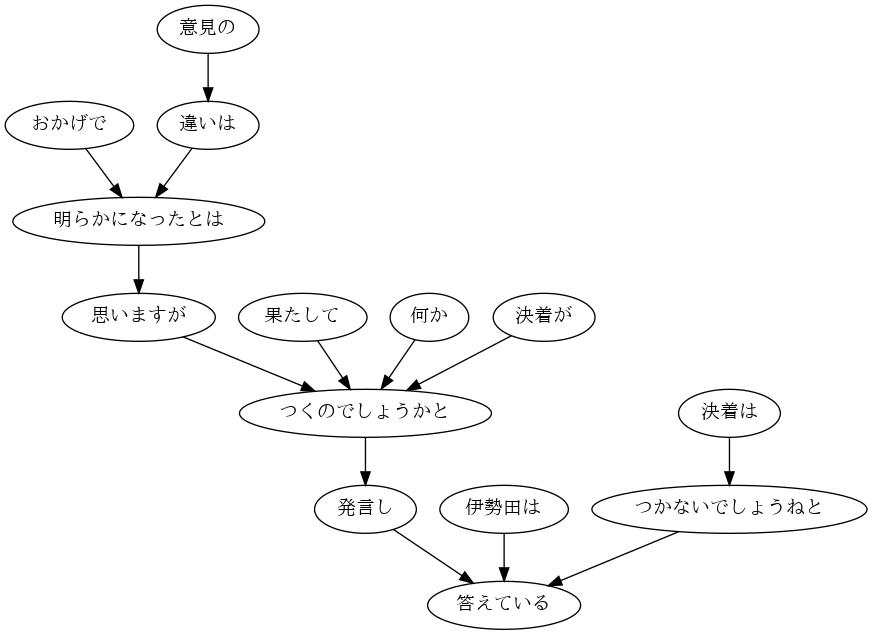 意見の
おかげで
違いは
明らかになったとは
思いますが
果たして
何か
決着が
つくのでしょうかと
決着は
発言し
伊勢田は
つかないでしょうねと
答えている